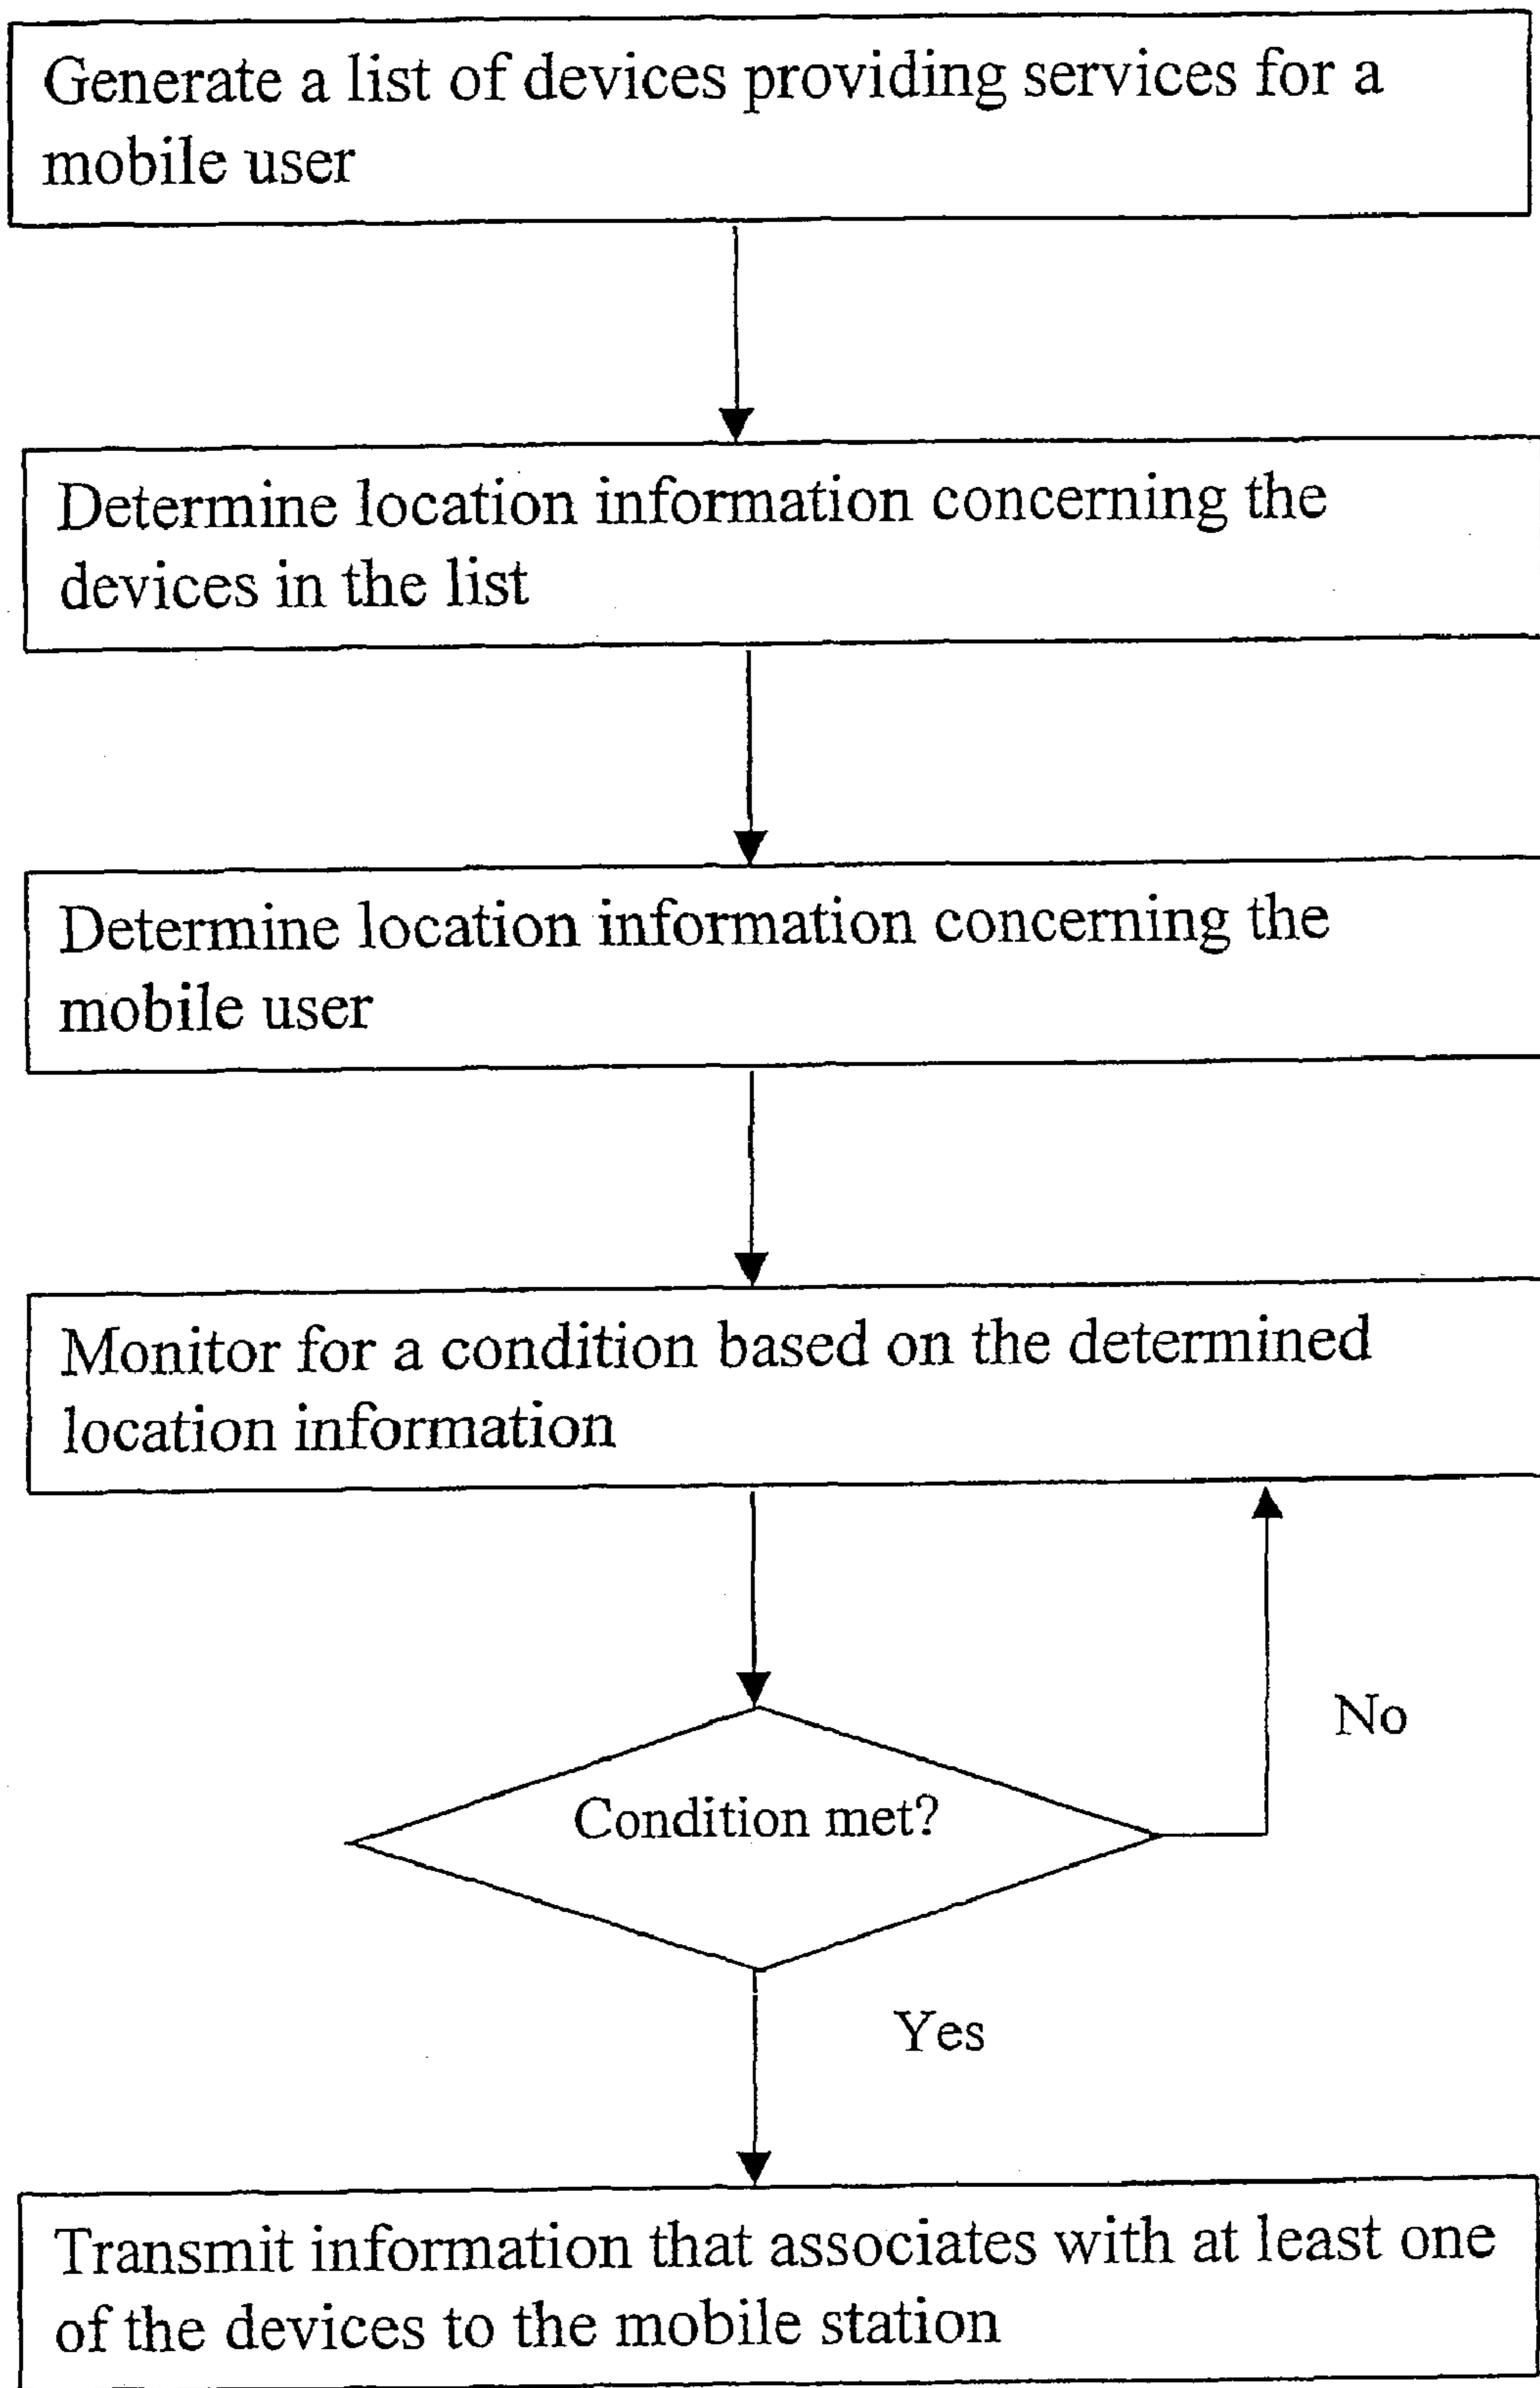 Generate a list of devices providing services for a
mobile user
Determine location information concerning the
devices in the list
Determine location information concerning the
mobile user
Monitor for a condition based on the determined
location information
No
Condition met?
Yes
Transmit information that associates with at least one
of the devices to the mobile station